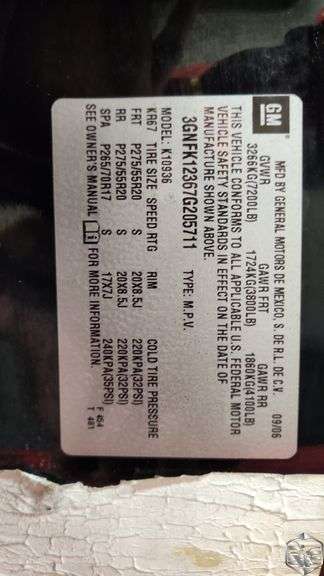 GM
MFD BY GENERAL MOTORS DE MEXICO, S. DE R.L. DE C.V.
09/06
GVWR GAWR FRT GAWR RR
3266KG(7200LB) 1724KG(3800LB) 1860KG(4100LB)
THIS VEHICLE CONFORMS TO ALL APPLICABLE U.S. FEDERAL MOTOR
VEHICLE SAFETY STANDARDS IN EFFECT ON THE DATE OF
MANUFACTURE SHOWN ABOVE.
3GNFK12367G205711 TYPE: M.P.V.
MODEL: K10936
KR67 TIRE SIZE SPEED RTG RIM COLD TIRE PRESSURE
FRT P275/55R20 S 20X8.5J 220KPA(32PSI)
RR P275/55R20 S 20X8.5J 220KPA(32PSI)
SPA P265/70R17 S 17X7J 240KPA(35PSI)
SEE OWNER'S MANUAL FOR MORE INFORMATION.
F 454
T 481